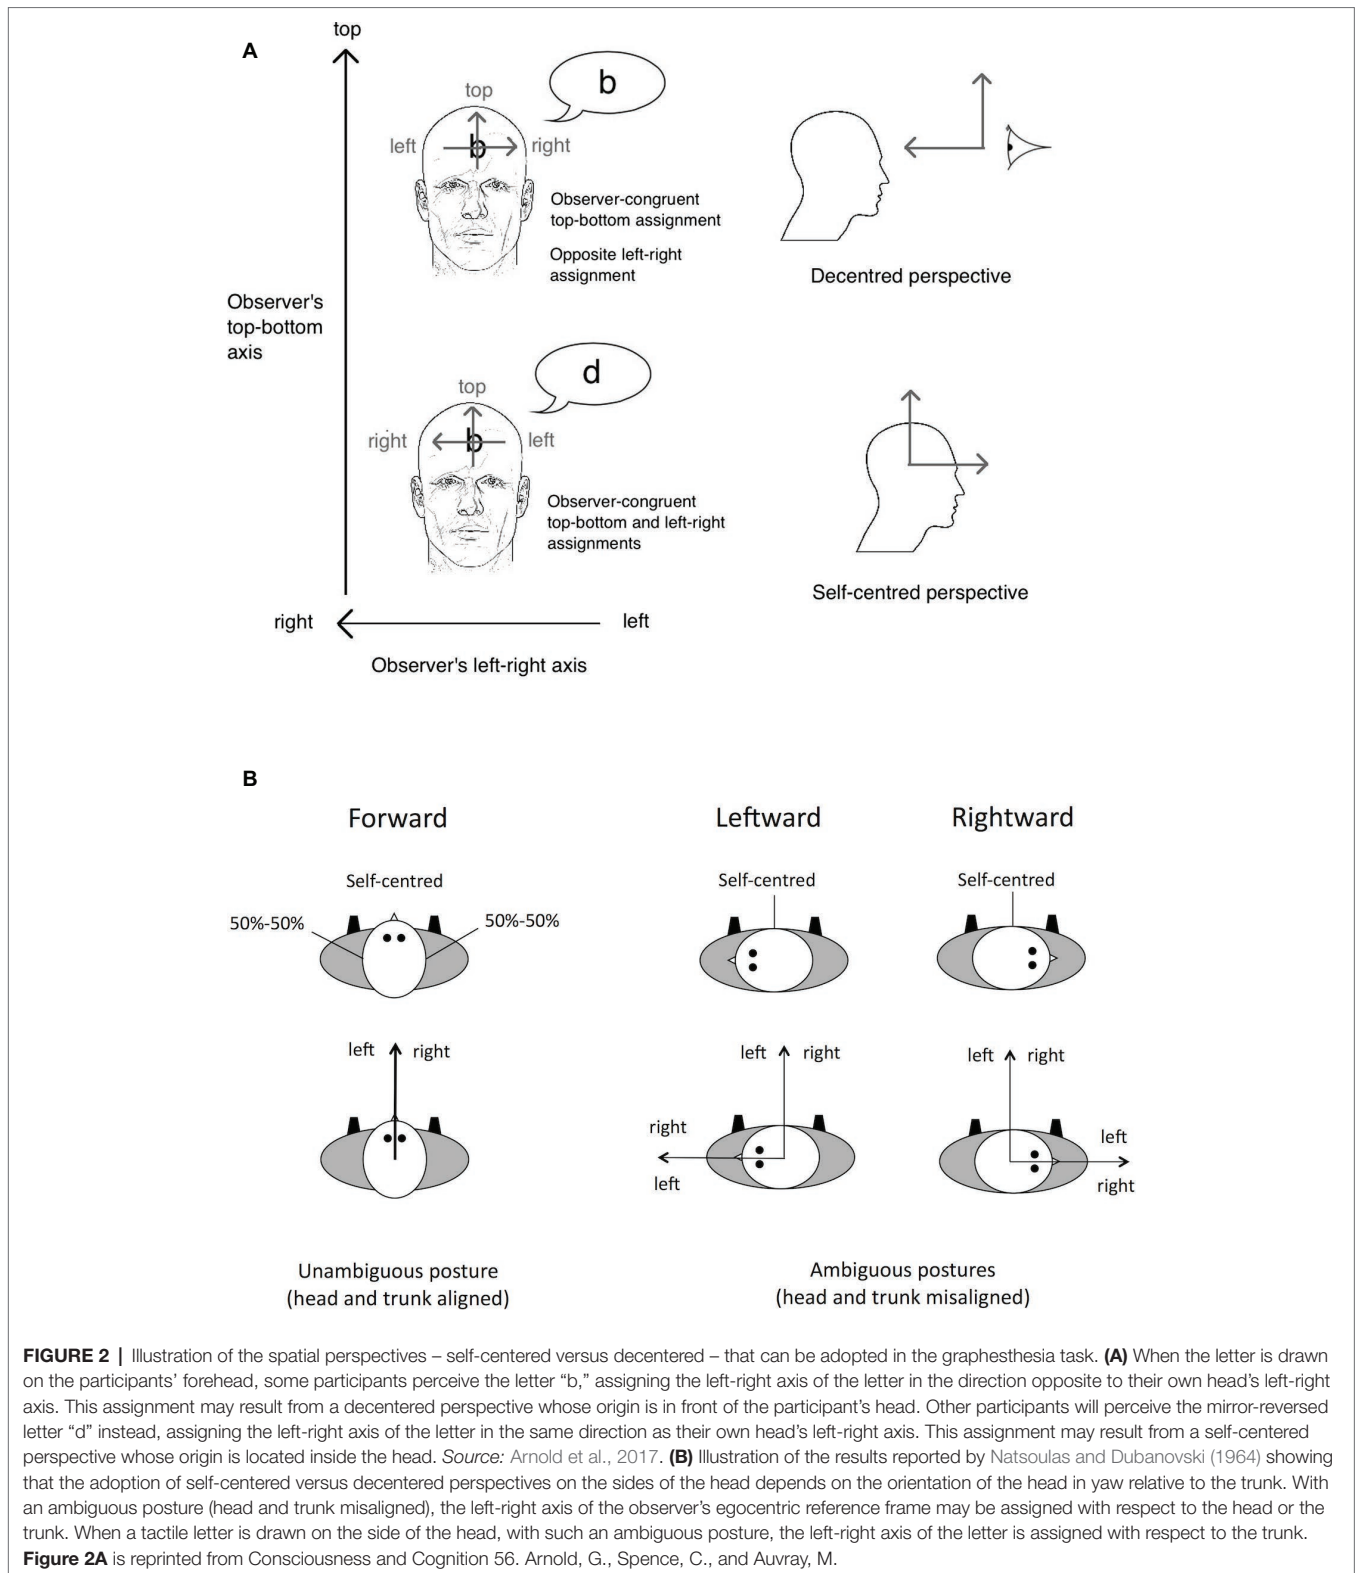 A
top
b
top
left
b
right
Observer-congruent
top-bottom assignment
Opposite left-right
assignment
Decentred perspective
Observer's
top-bottom
axis
d
top
right
b
left
Observer-congruent
top-bottom and left-right
assignments
Self-centred perspective
right
left
Observer's left-right axis
B
Forward
Leftward
Rightward
Self-centred
Self-centred
Self-centred
50%-50%
50%-50%
left
right
left
right
left
right
right
left
left
right
Unambiguous posture
(head and trunk aligned)
Ambiguous postures
(head and trunk misaligned)
FIGURE 2 | Illustration of the spatial perspectives – self-centered versus decentered – that can be adopted in the graphesthesia task. (A) When the letter is drawn
on the participants' forehead, some participants perceive the letter “b,” assigning the left-right axis of the letter in the direction opposite to their own head's left-right
axis. This assignment may result from a decentered perspective whose origin is in front of the participant's head. Other participants will perceive the mirror-reversed
letter “d” instead, assigning the left-right axis of the letter in the same direction as their own head's left-right axis. This assignment may result from a self-centered
perspective whose origin is located inside the head. Source: Arnold et al., 2017. (B) Illustration of the results reported by Natsoulas and Dubanovski (1964) showing
that the adoption of self-centered versus decentered perspectives on the sides of the head depends on the orientation of the head in yaw relative to the trunk. With
an ambiguous posture (head and trunk misaligned), the left-right axis of the observer's egocentric reference frame may be assigned with respect to the head or the
trunk. When a tactile letter is drawn on the side of the head, with such an ambiguous posture, the left-right axis of the letter is assigned with respect to the trunk.
Figure 2A is reprinted from Consciousness and Cognition 56. Arnold, G., Spence, C., and Auvray, M.